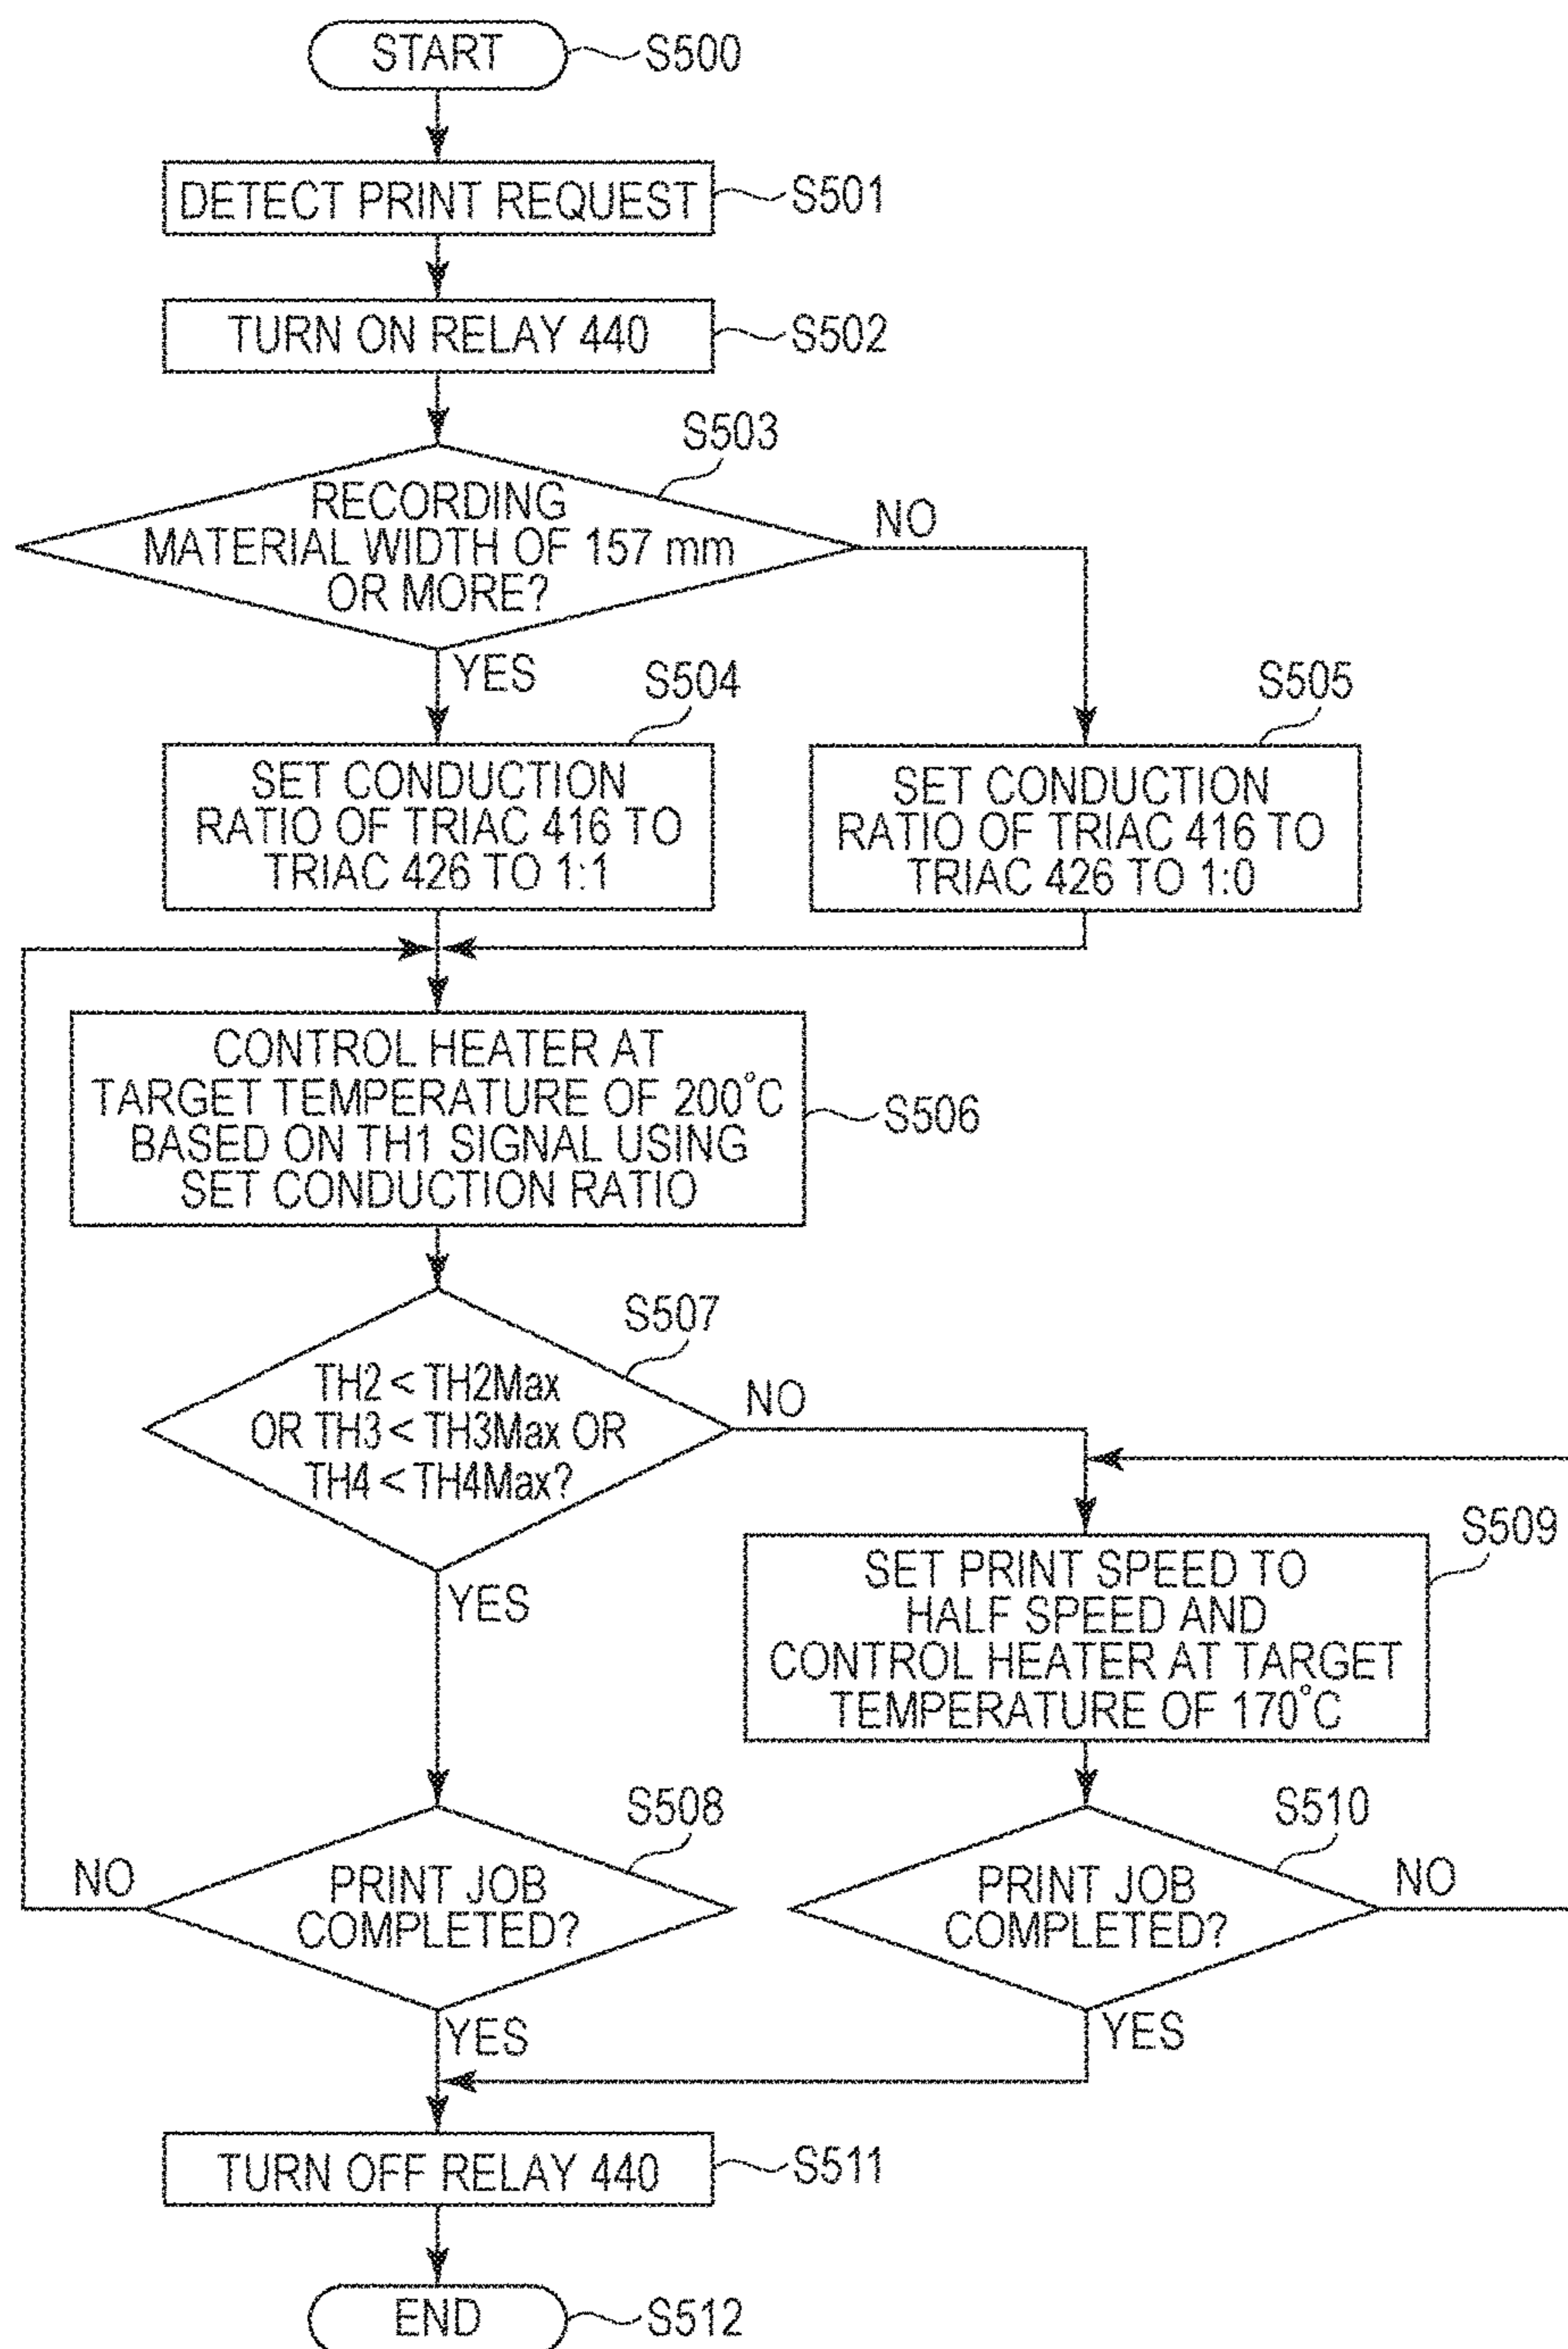 START
S500
DETECT PRINT REQUEST
S501
TURN ON RELAY 440
S502
S503
RECORDING
MATERIAL WIDTH OF 157 mm
OR MORE?
NO
YES
S504
S505
SET CONDUCTION
RATIO OF TRIAC 416 TO
TRIAC 426 TO 1:1
SET CONDUCTION
RATIO OF TRIAC 416 TO
TRIAC 426 TO 1:0
CONTROL HEATER AT
TARGET TEMPERATURE OF 200°C
BASED ON TH1 SIGNAL USING
SET CONDUCTION RATIO
S506
S507
TH2 < TH2Max
OR TH3 < TH3Max OR
TH4 < TH4Max?
NO
YES
S509
SET PRINT SPEED TO
HALF SPEED AND
CONTROL HEATER AT TARGET
TEMPERATURE OF 170°C
S508
S510
NO
PRINT JOB
COMPLETED?
PRINT JOB
COMPLETED?
NO
YES
YES
TURN OFF RELAY 440
S511
END
S512